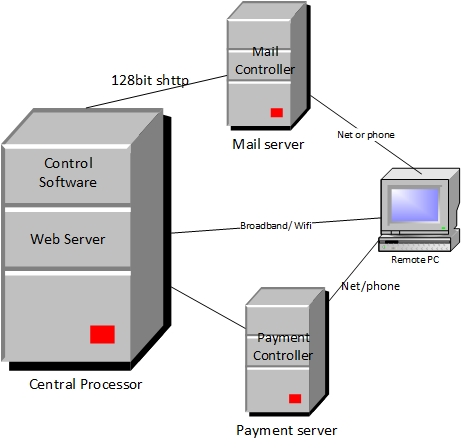 Mail
Controller
128bit shttp
Mail server
Net or phone
Control
Software
Web Server
Broadband/ Wifi
Remote PC
Net/phone
Payment
Controller
Central Processor
Payment server